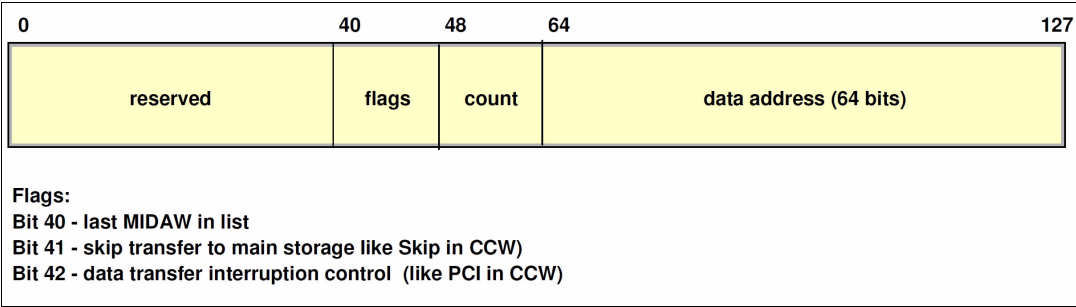 0 40 48 64 127
reserved flags count data address (64 bits)
Flags:
Bit 40 - last MIDAW in list
Bit 41 - skip transfer to main storage like Skip in CCW)
Bit 42 - data transfer interruption control (like PCI in CCW)